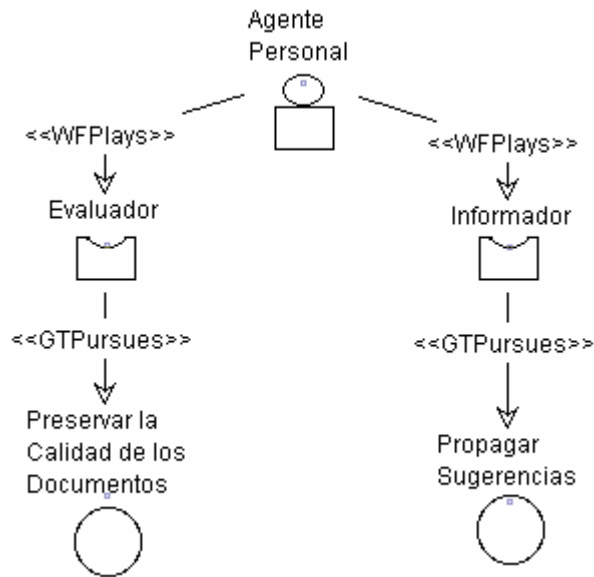 Agente
Personal
<<WFPlays>>
<<WFPlays>>
Evaluador
Informador
<<GTPursues>>
<<GTPursues>>
Preservar la
Calidad de los
Documentos
Propagar
Sugerencias